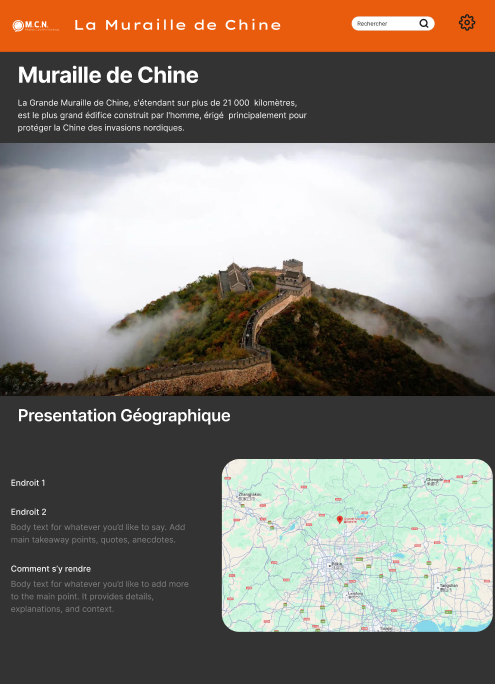 M.C.N.
La Muraille de Chine
Rechercher
Muraille de Chine
La Grande Muraille de Chine, s'étendant sur plus de 21 000 kilomètres,
est le plus grand édifice construit par l'homme, érigé principalement pour
protéger la Chine des invasions nordiques.
Presentation Géographique
Endroit 1
Endroit 2
Body text for whatever you'd like to say. Add
main takeaway points, quotes, anecdotes.
Comment s'y rendre
Body text for whatever you'd like to add more
to the main point. It provides details,
explanations, and context.
Zhangjiakou
Chengde
Tangshan